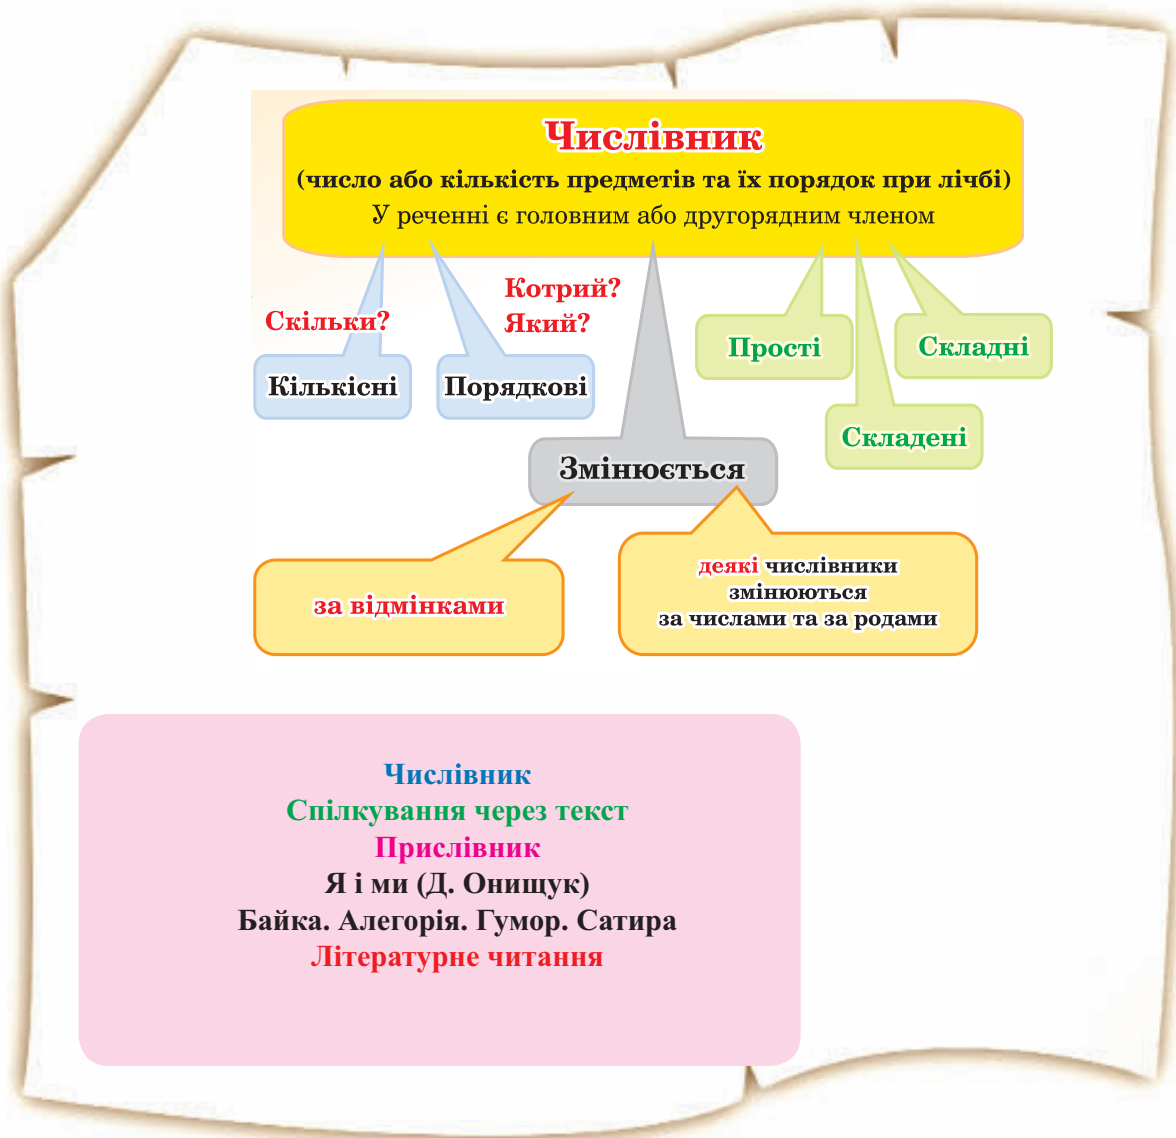 Числівник
(число або кількість предметів та їх порядок при лічбі)
У реченні є головним або другорядним членом
Скільки?
Котрий?
Який?
Кількісні
Порядкові
Прості
Складні
Складені
Змінюється
за відмінками
деякі числівники
змінюються
за числами та за родами
Числівник
Спілкування через текст
Прислівник
Я і ми (Д. Онищук)
Байка. Алегорія. Гумор. Сатира
Літературне читання